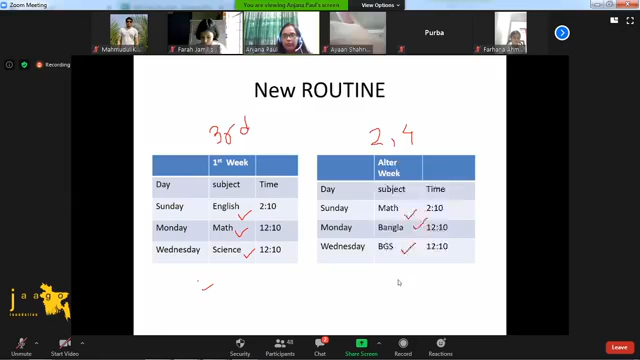 Zoom Meeting
You are viewing Anjana Paul's screen
View Options
Recording
Mahmudul K
Farah Jamil
Anjana Paul
Ayaan Shahn
Purba
Farhana Ahm
New ROUTINE
3rd
2, 4
1st Week
Day subject Time
Sunday English 2:10
Monday Math 12:10
Wednesday Science 12:10
Alter Week
Day subject Time
Sunday Math 2:10
Monday Bangla 12:10
Wednesday BGS 12:10
jaago
foundation
Unmute
Start Video
Security
Participants 48
Chat 2
Share Screen
Record
Reactions
Leave